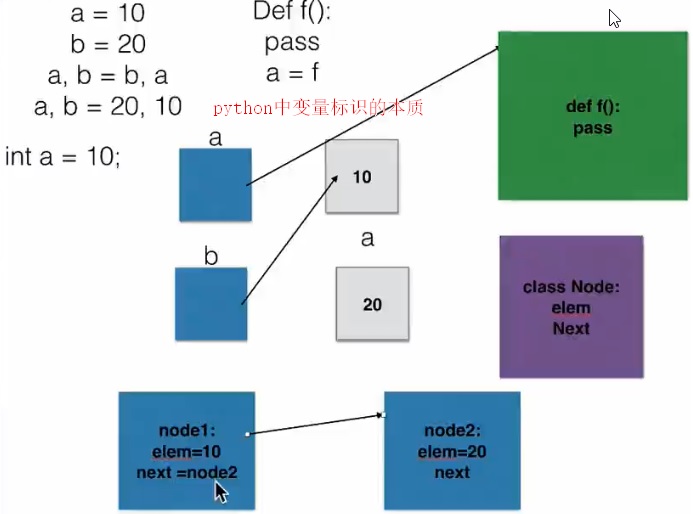 a = 10
b = 20
a, b = b, a
a, b = 20, 10
int a = 10;
Def f():
pass
a = f
python中变量标识的本质
a
10
def f():
pass
b
a
20
class Node:
elem
Next
node1:
elem=10
next =node2
node2:
elem=20
next